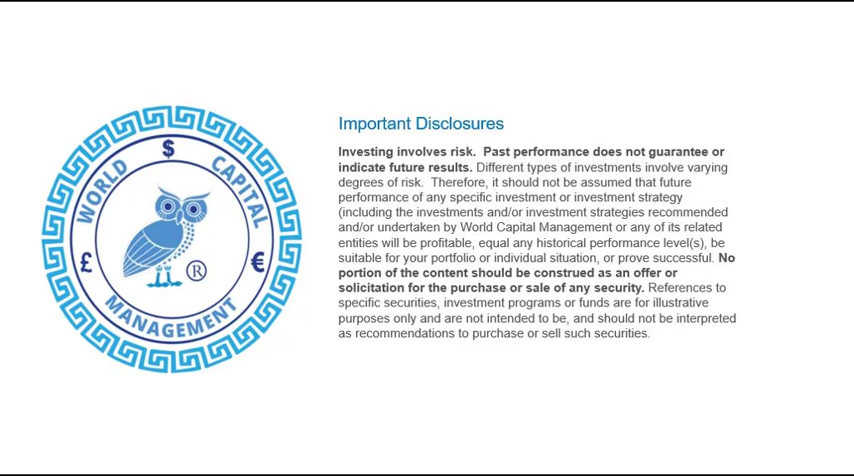 WORLD CAPITAL
$
£
€
®
MANAGEMENT
Important Disclosures
Investing involves risk.  Past performance does not guarantee or
indicate future results. Different types of investments involve varying
degrees of risk.  Therefore, it should not be assumed that future
performance of any specific investment or investment strategy
(including the investments and/or investment strategies recommended
and/or undertaken by World Capital Management or any of its related
entities will be profitable, equal any historical performance level(s), be
suitable for your portfolio or individual situation, or prove successful. No
portion of the content should be construed as an offer or
solicitation for the purchase or sale of any security. References to
specific securities, investment programs or funds are for illustrative
purposes only and are not intended to be, and should not be interpreted
as recommendations to purchase or sell such securities.